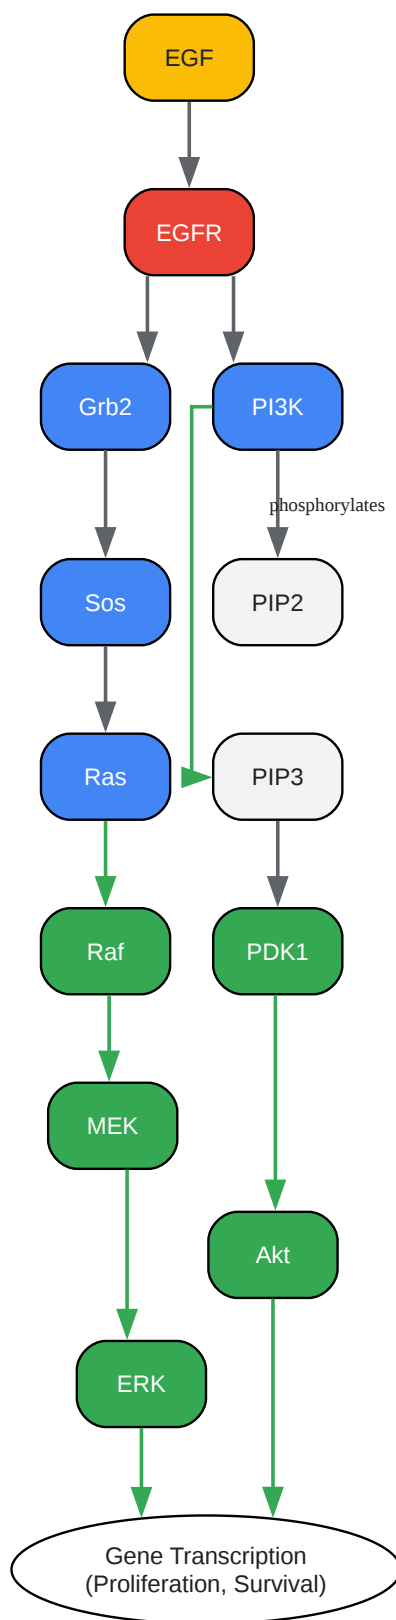 EGF
EGFR
Grb2
PI3K
phosphorylates
Sos
PIP2
Ras
PIP3
Raf
PDK1
MEK
Akt
ERK
Gene Transcription
(Proliferation, Survival)